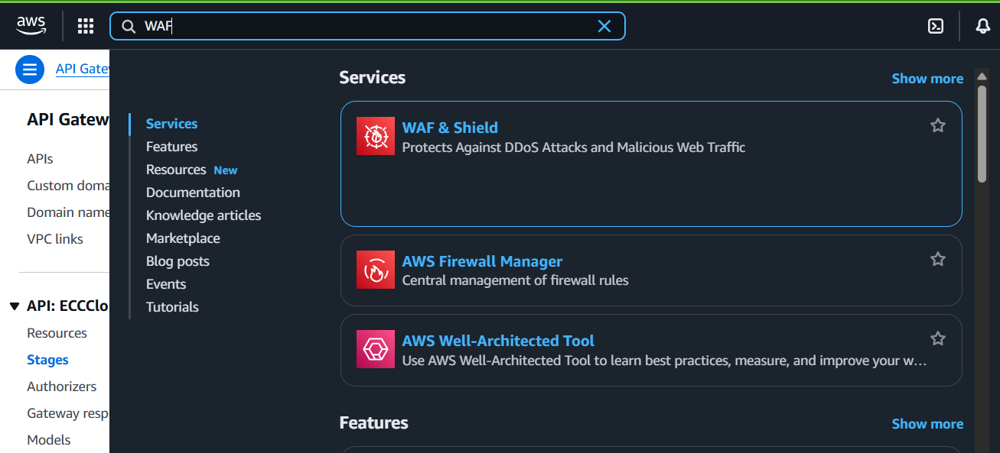 aws
WAF
API Gatew
API Gatew
APIs
Custom doma
Domain name
VPC links
API: ECCClo
Resources
Stages
Authorizers
Gateway resp
Models
Services
Features
Resources New
Documentation
Knowledge articles
Marketplace
Blog posts
Events
Tutorials
Services
Show more
WAF & Shield
Protects Against DDoS Attacks and Malicious Web Traffic
AWS Firewall Manager
Central management of firewall rules
AWS Well-Architected Tool
Use AWS Well-Architected Tool to learn best practices, measure, and improve your w…
Features
Show more